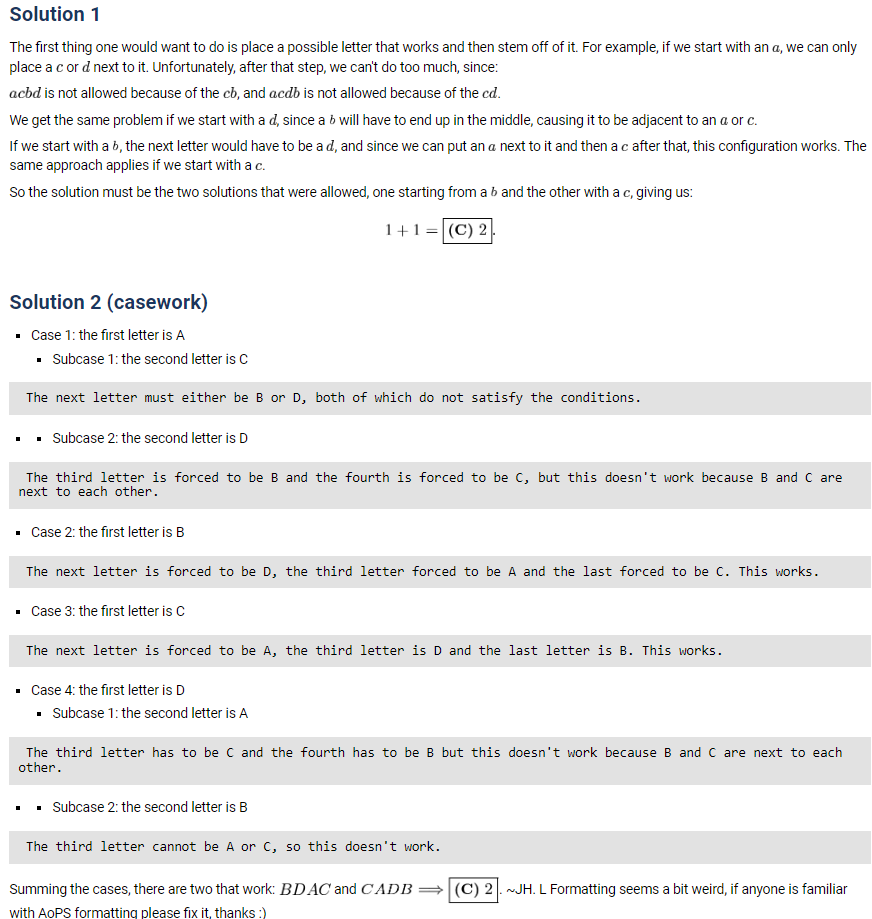 Solution 1
The first thing one would want to do is place a possible letter that works and then stem off of it. For example, if we start with an a, we can only
place a c or d next to it. Unfortunately, after that step, we can't do too much, since:
acbd is not allowed because of the cb, and acdb is not allowed because of the cd.
We get the same problem if we start with a d, since a b will have to end up in the middle, causing it to be adjacent to an a or c.
If we start with a b, the next letter would have to be a d, and since we can put an a next to it and then a c after that, this configuration works. The
same approach applies if we start with a c.
So the solution must be the two solutions that were allowed, one starting from a b and the other with a c, giving us:
1 + 1 = (C) 2.
Solution 2 (casework)
▪ Case 1: the first letter is A
▪ Subcase 1: the second letter is C
The next letter must either be B or D, both of which do not satisfy the conditions.
▪ ▪ Subcase 2: the second letter is D
The third letter is forced to be B and the fourth is forced to be C, but this doesn't work because B and C are
next to each other.
▪ Case 2: the first letter is B
The next letter is forced to be D, the third letter forced to be A and the last forced to be C. This works.
▪ Case 3: the first letter is C
The next letter is forced to be A, the third letter is D and the last letter is B. This works.
▪ Case 4: the first letter is D
▪ Subcase 1: the second letter is A
The third letter has to be C and the fourth has to be B but this doesn't work because B and C are next to each
other.
▪ ▪ Subcase 2: the second letter is B
The third letter cannot be A or C, so this doesn't work.
Summing the cases, there are two that work: BDAC and CADB ⟹ (C) 2. ~JH. L Formatting seems a bit weird, if anyone is familiar
with AoPS formatting please fix it, thanks :)